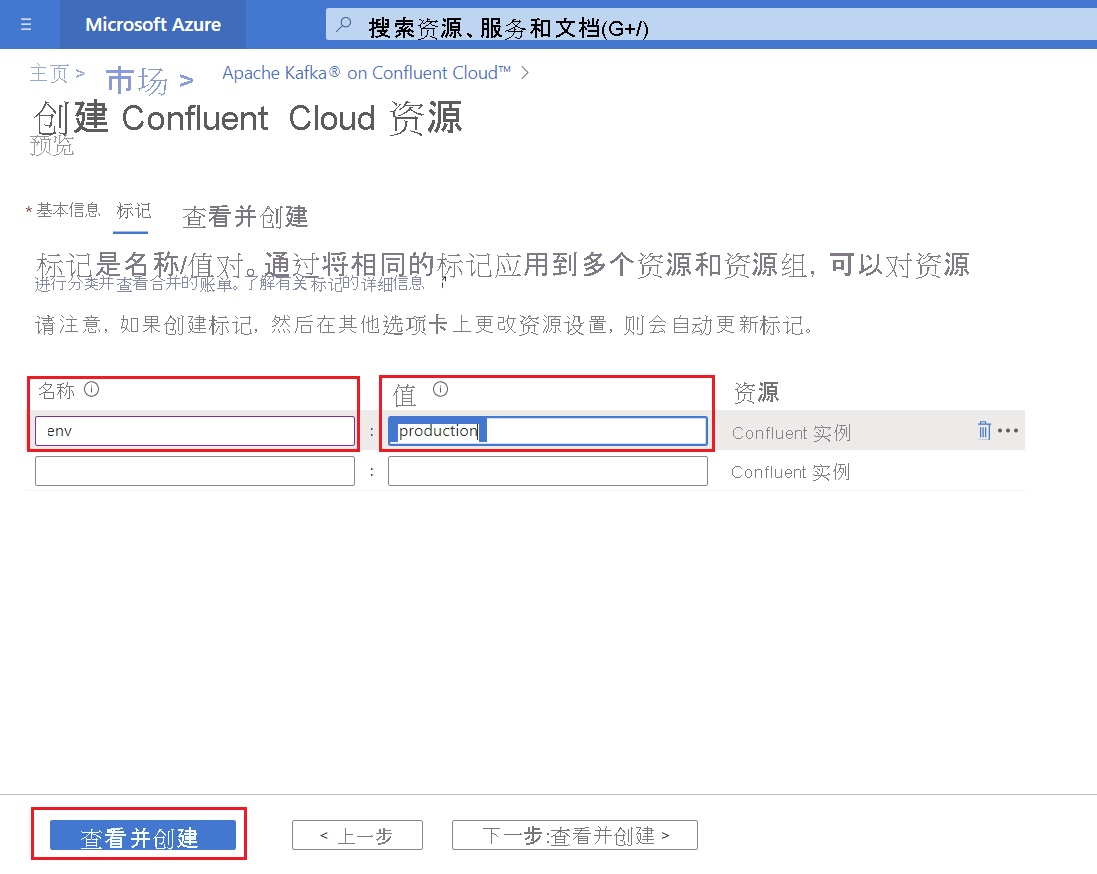 Microsoft Azure
搜索资源、服务和文档(G+/)
主页 > 市场 > Apache Kafka® on Confluent Cloud™ >
创建 Confluent Cloud 资源
预览
* 基本信息 标记 查看并创建
标记是名称/值对。通过将相同的标记应用到多个资源和资源组, 可以对资源
进行分类并查看合并的账单。了解有关标记的详细信息
请注意, 如果创建标记, 然后在其他选项卡上更改资源设置, 则会自动更新标记。
名称 值 资源
env : production Confluent 实例
: Confluent 实例
查看并创建 < 上一步 下一步:查看并创建 >